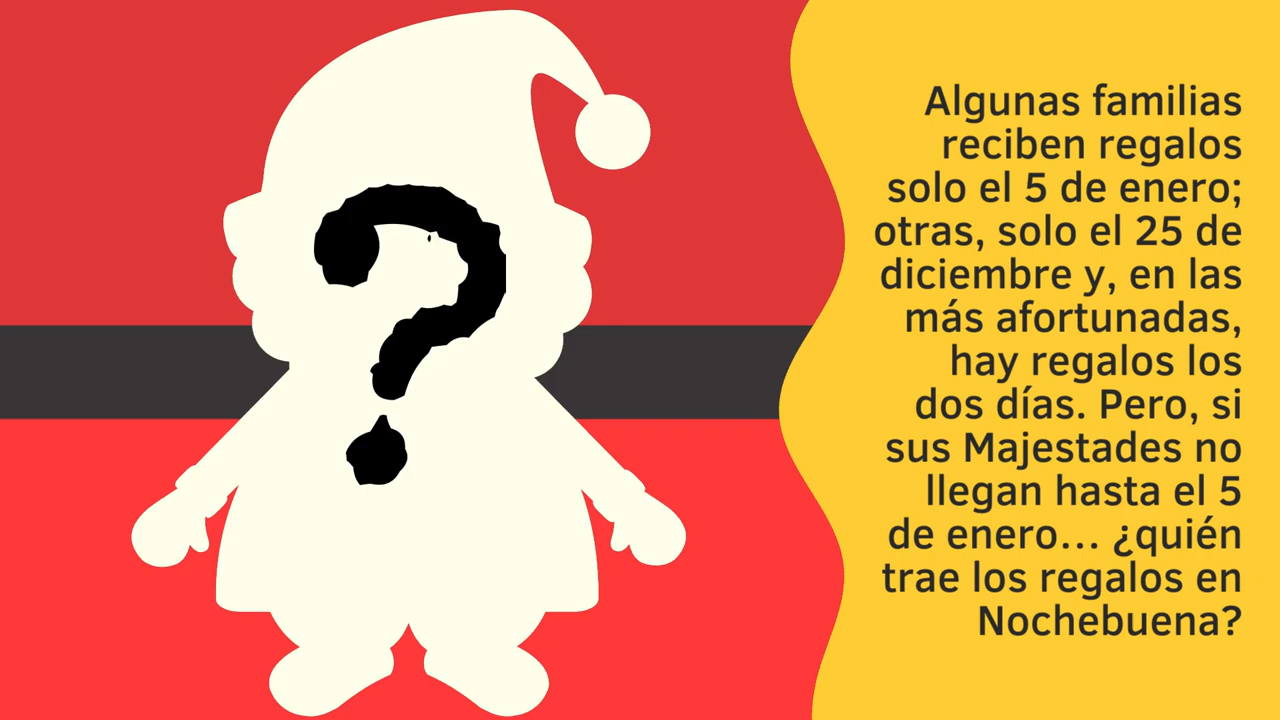 Algunas familias
reciben regalos
solo el 5 de enero;
otras, solo el 25 de
diciembre y, en las
más afortunadas,
hay regalos los
dos días. Pero, si
sus Majestades no
llegan hasta el 5
de enero... ¿quién
trae los regalos en
Nochebuena?
?